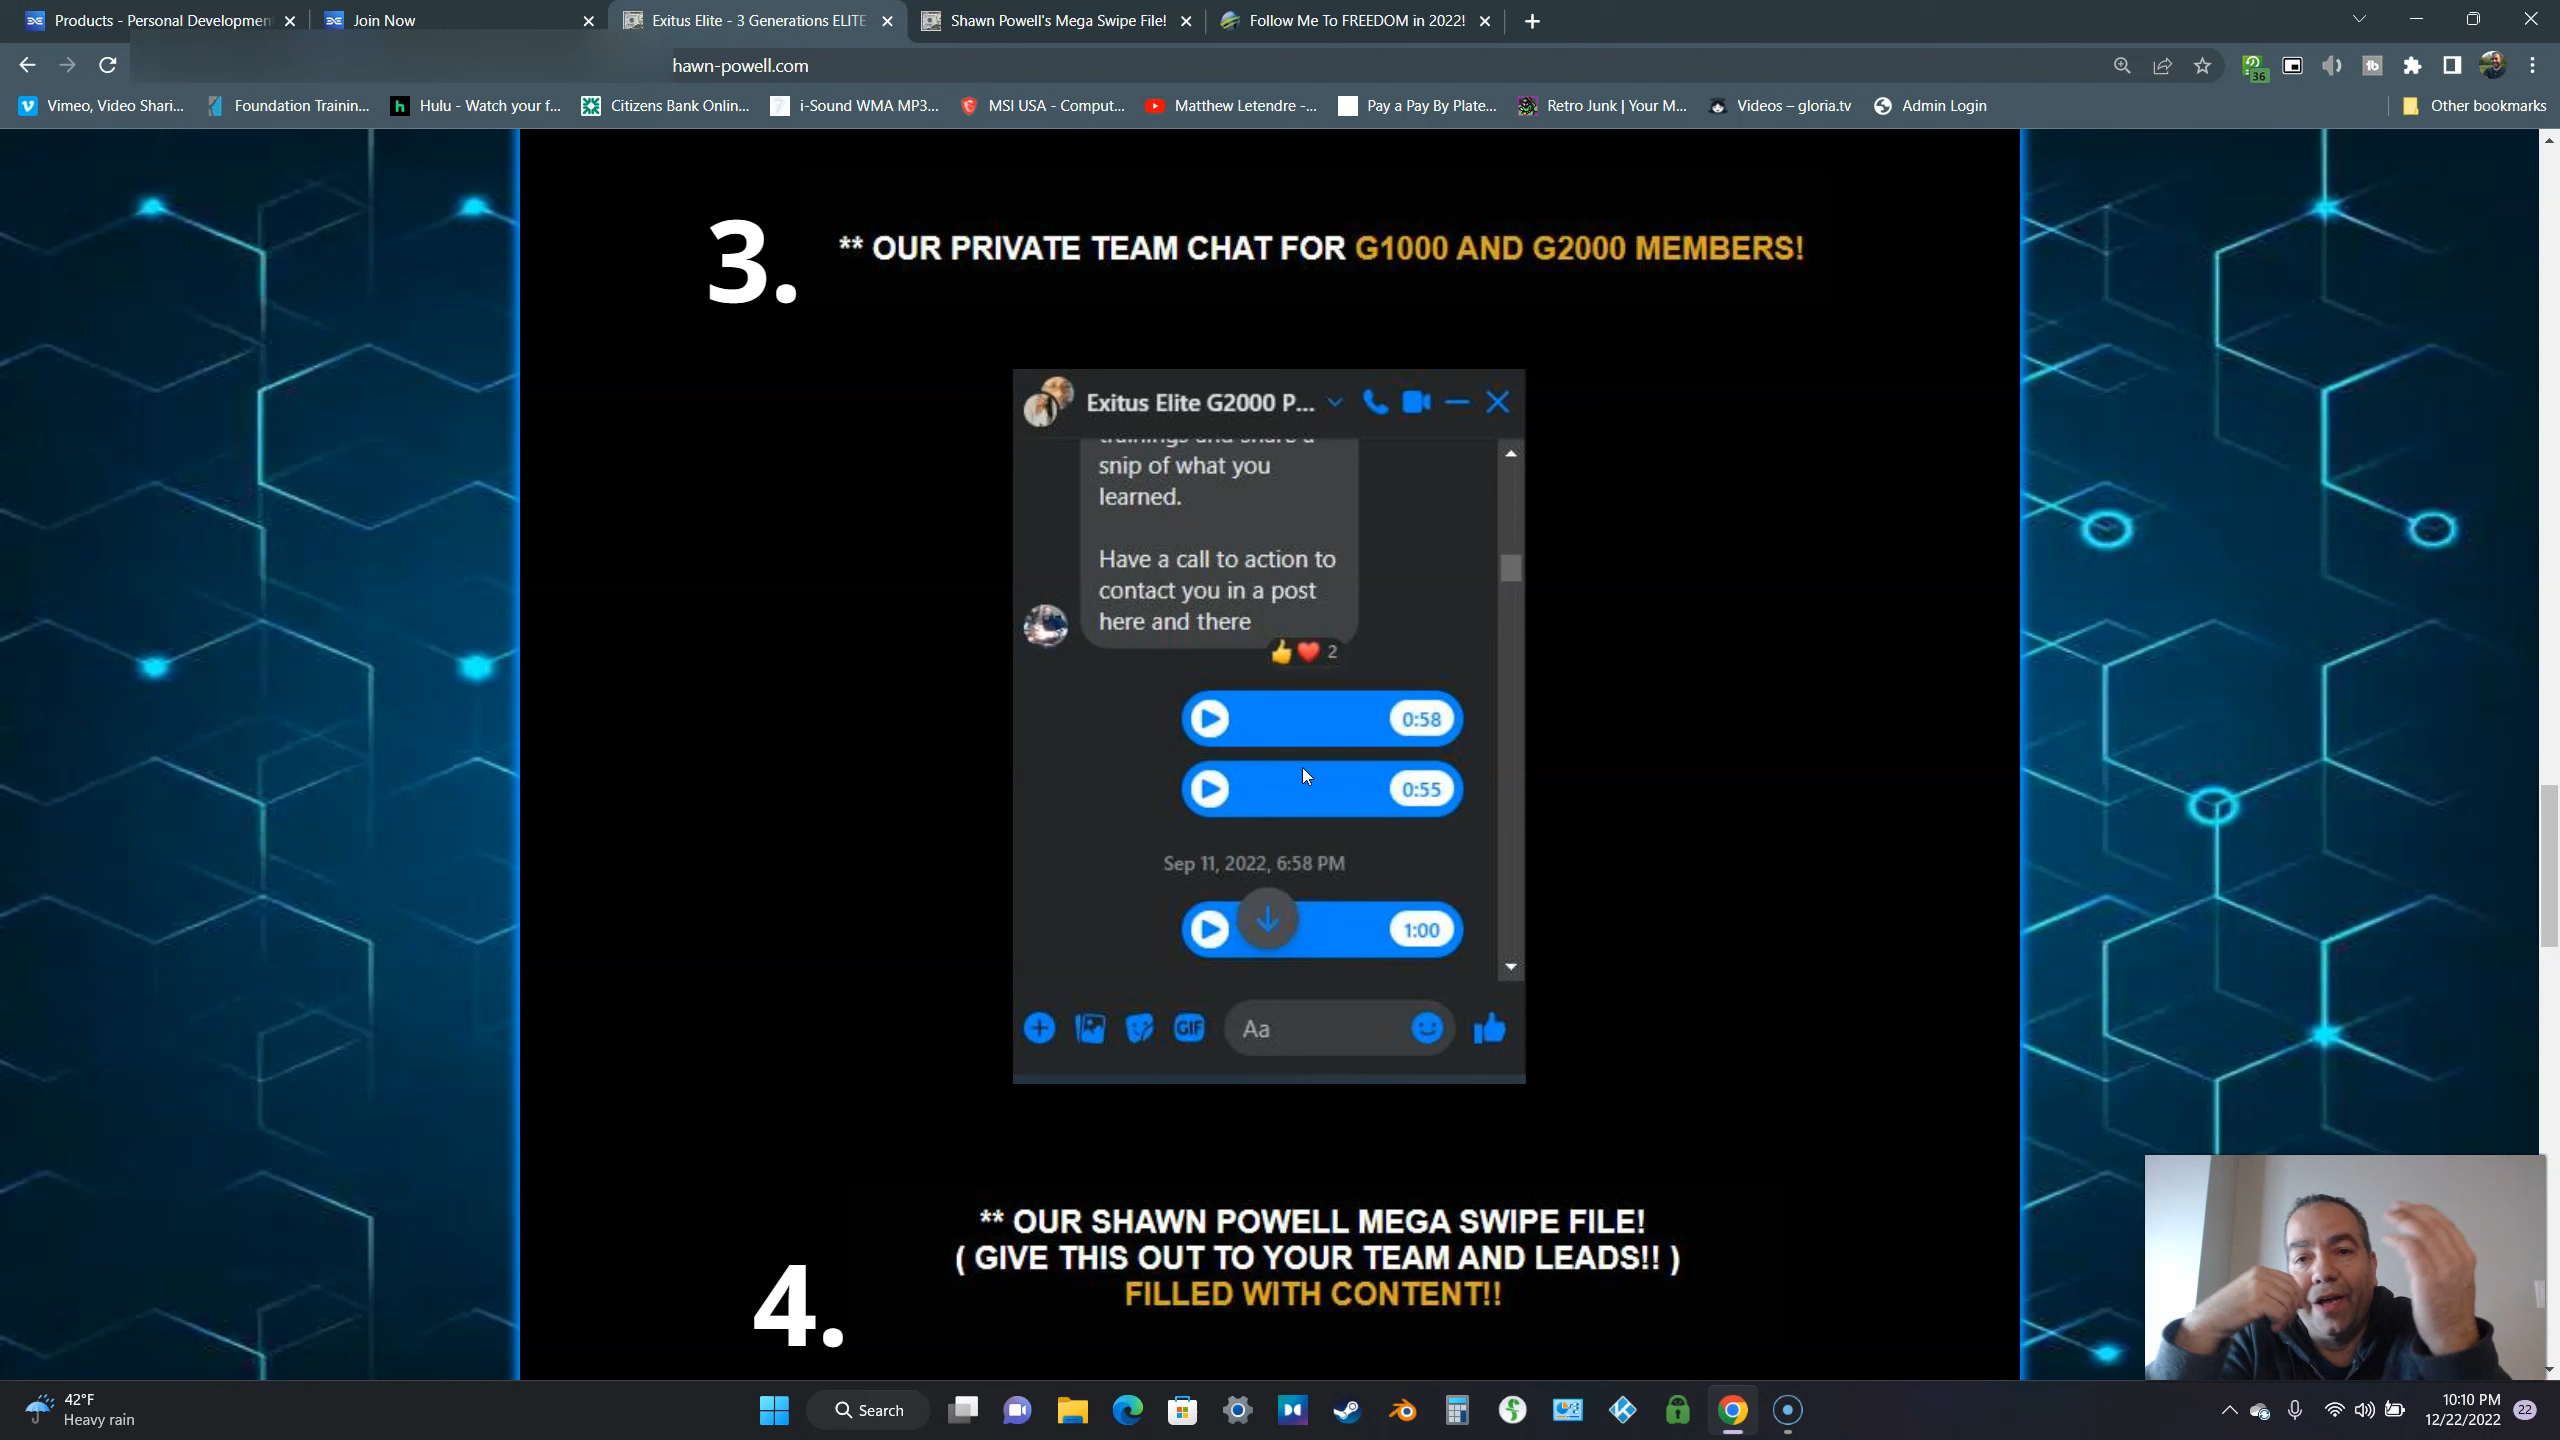 Products - Personal Developmen
Join Now
Exitus Elite - 3 Generations ELITE
Shawn Powell's Mega Swipe File!
Follow Me To FREEDOM in 2022!
hawn-powell.com
36
Vimeo, Video Shari...
Foundation Trainin...
Hulu - Watch your f...
Citizens Bank Onlin...
i-Sound WMA MP3...
MSI USA - Comput...
Matthew Letendre -...
Pay a Pay By Plate...
Retro Junk | Your M...
Videos – gloria.tv
Admin Login
Other bookmarks
3.
** OUR PRIVATE TEAM CHAT FOR G1000 AND G2000 MEMBERS!
Exitus Elite G2000 P...
trainings and share a
snip of what you
learned.
Have a call to action to
contact you in a post
here and there
2
0:58
0:55
Sep 11, 2022, 6:58 PM
1:00
GIF
Aa
4.
** OUR SHAWN POWELL MEGA SWIPE FILE!
( GIVE THIS OUT TO YOUR TEAM AND LEADS!! )
FILLED WITH CONTENT!!
42°F
Heavy rain
Search
10:10 PM
12/22/2022
22